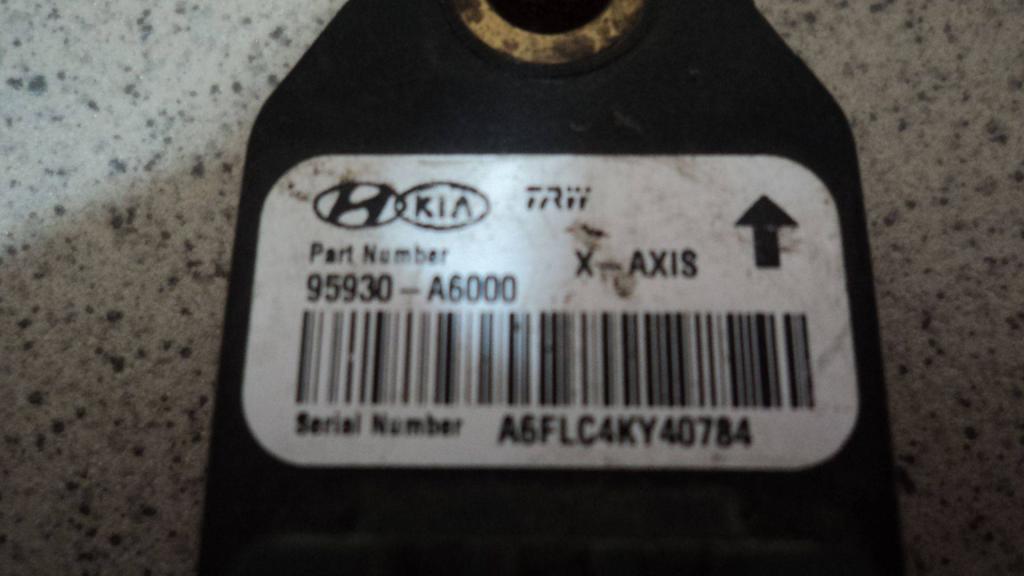 H KIA TRW
Part Number
X-AXIS
95930-A6000
Serial Number A6FLC4KY40784